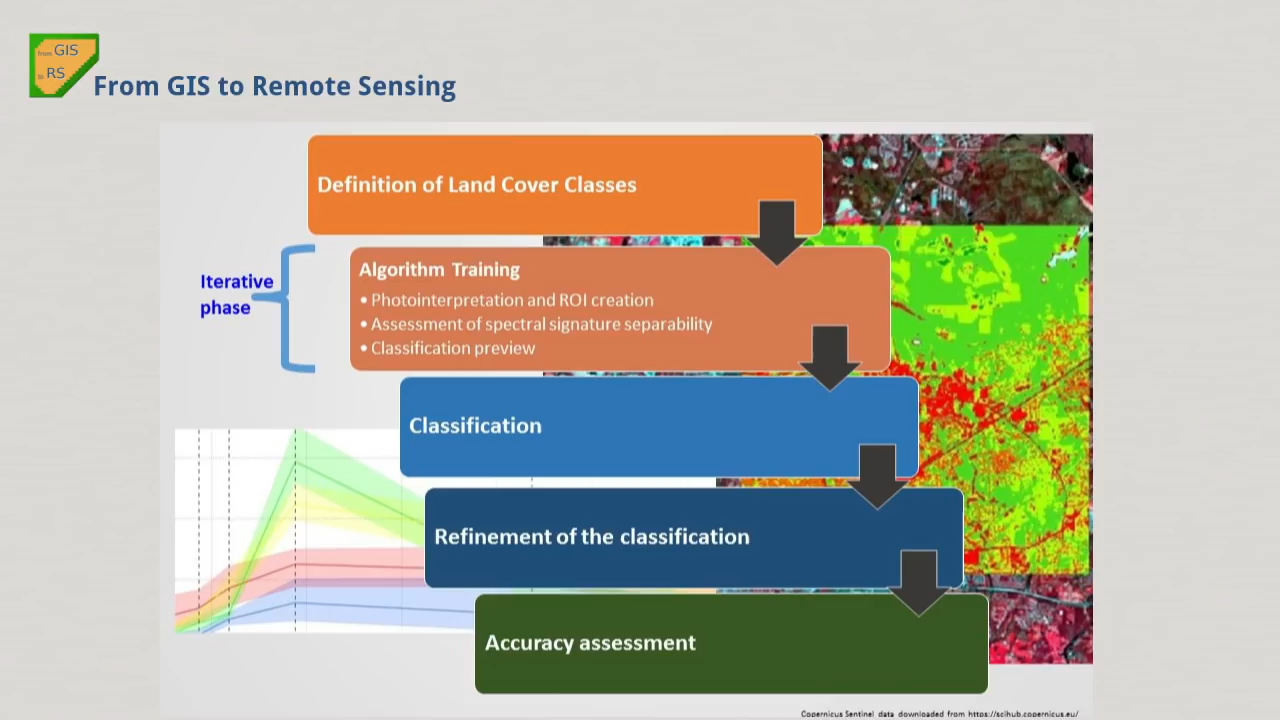 from GIS
to RS
From GIS to Remote Sensing
Definition of Land Cover Classes
Iterative
phase
Algorithm Training
• Photointerpretation and ROI creation
• Assessment of spectral signature separability
• Classification preview
Classification
Refinement of the classification
Accuracy assessment
Copernicus Sentinel data downloaded from https://scihub.copernicus.eu/